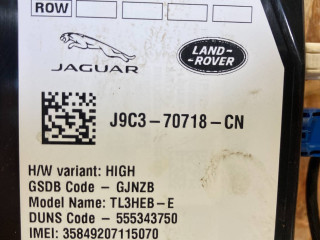 ROW
JAGUAR
LAND-
ROVER
J9C3-70718-CN
H/W variant: HIGH
GSDB Code - GJNZB
Model Name: TL3HEB-E
DUNS Code - 555343750
IMEI: 35849207115070